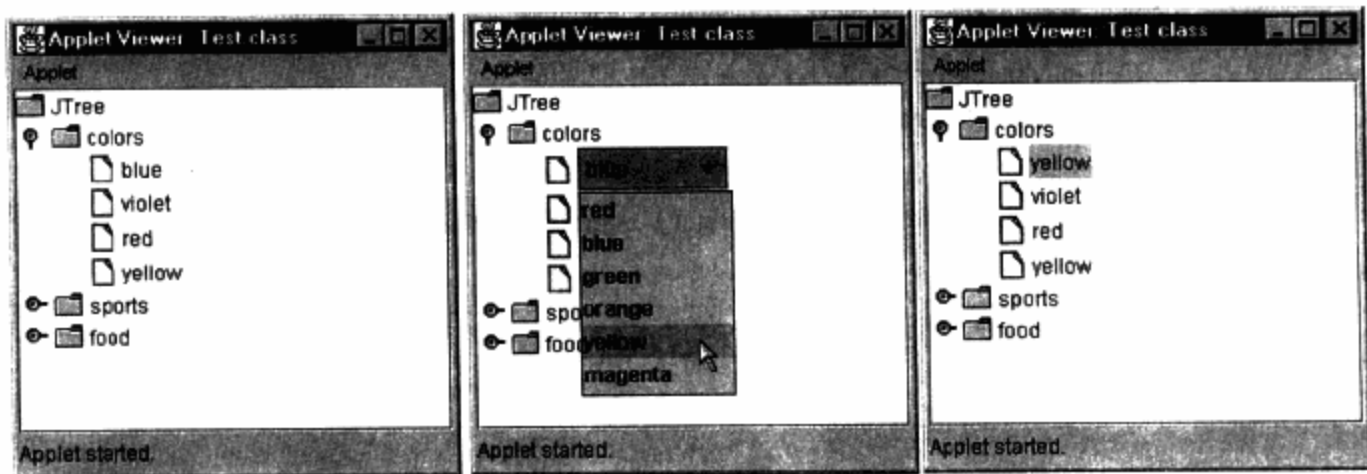 Applet Viewer: Test class
Applet
JTree
colors
blue
violet
red
yellow
sports
food
Applet started.
Applet Viewer: Test class
Applet
JTree
colors
blue
red
blue
green
orange
spo
yellow
foo
magenta
Applet started.
Applet Viewer: Test class
Applet
JTree
colors
yellow
violet
red
yellow
sports
food
Applet started.